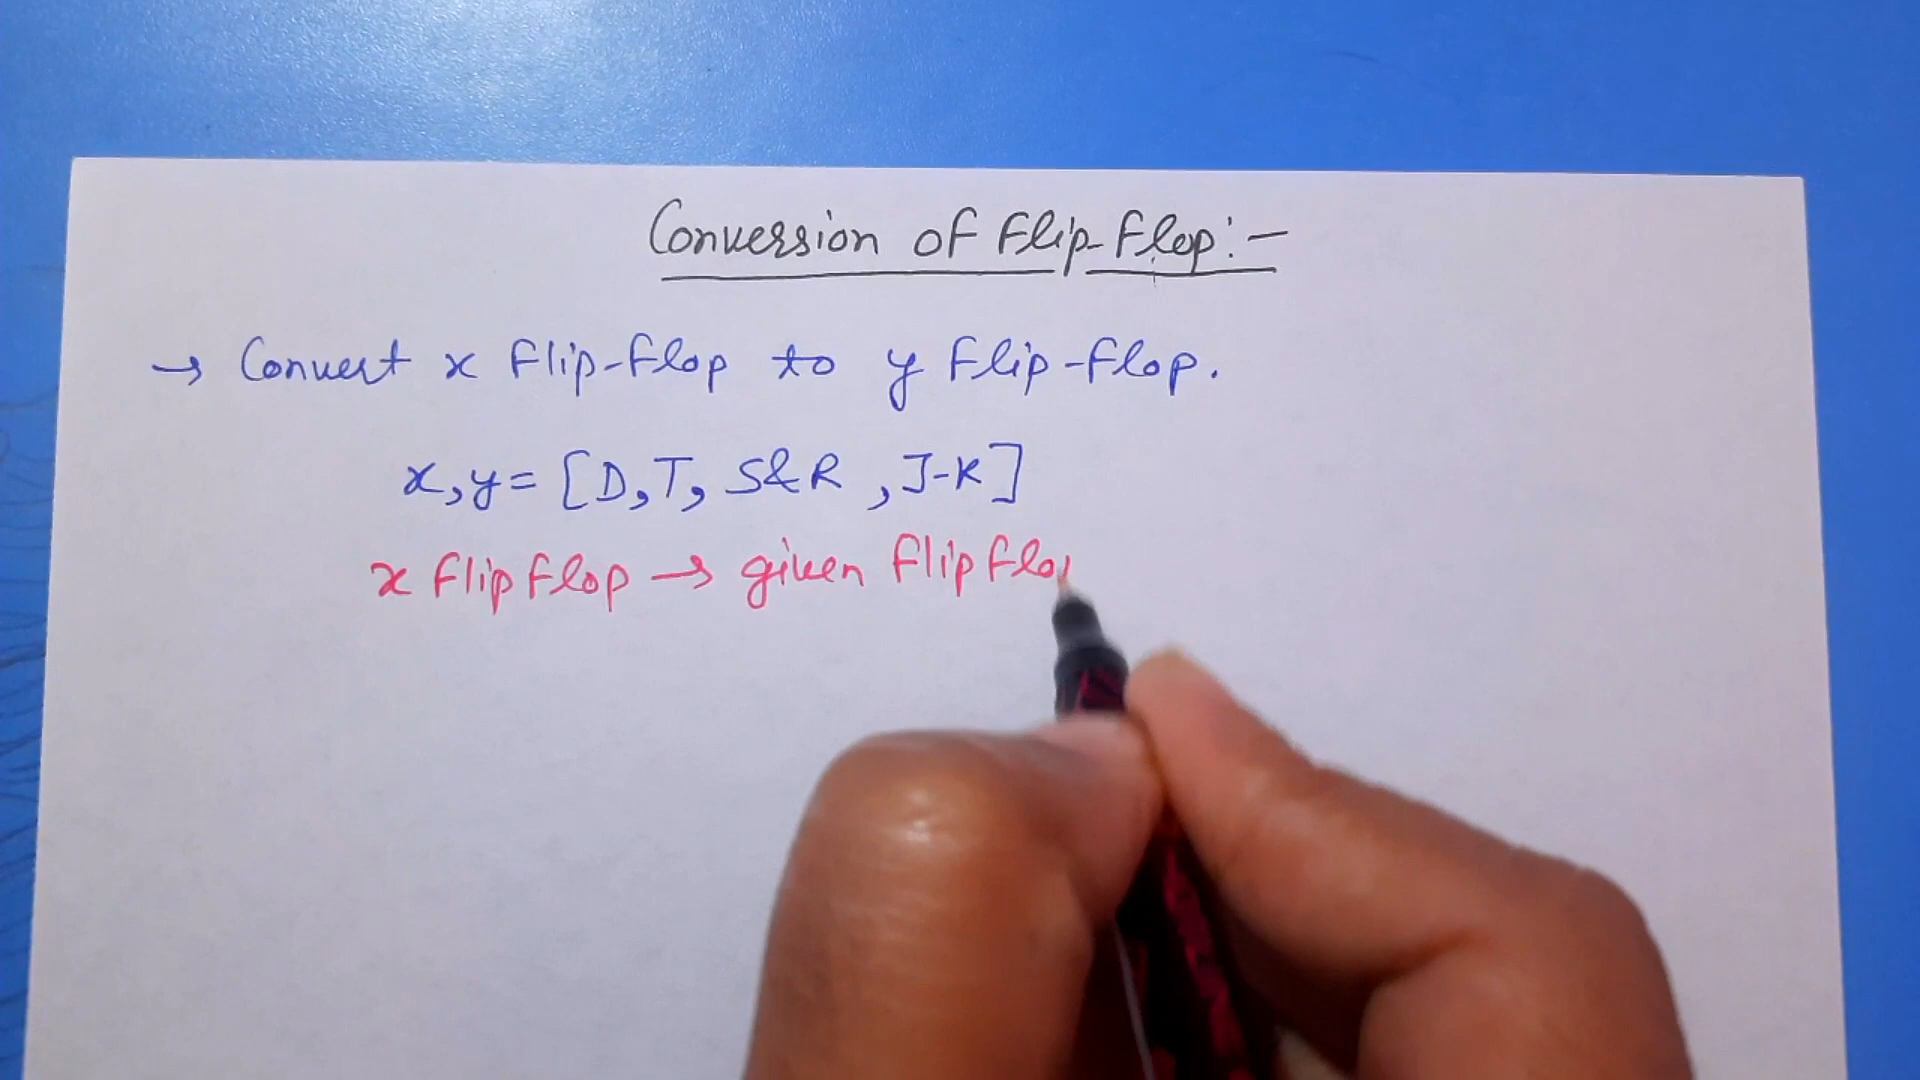 Conversion of Flip-Flop:-
→ Convert x Flip-Flop to y Flip-Flop.
x,y= [D,T, S&R ,J-K]
x Flip Flop → given Flip Flo